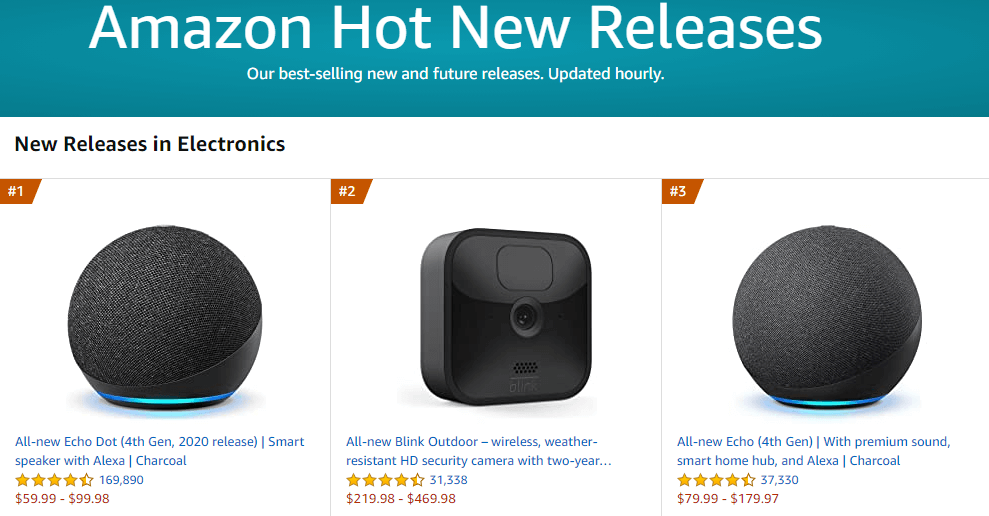 Amazon Hot New Releases
Our best-selling new and future releases. Updated hourly.
New Releases in Electronics
#1
#2
#3
blink
All-new Echo Dot (4th Gen, 2020 release) | Smart
speaker with Alexa | Charcoal
169,890
$59.99 - $99.98
All-new Blink Outdoor – wireless, weather-
resistant HD security camera with two-year…
31,338
$219.98 - $469.98
All-new Echo (4th Gen) | With premium sound,
smart home hub, and Alexa | Charcoal
37,330
$79.99 - $179.97